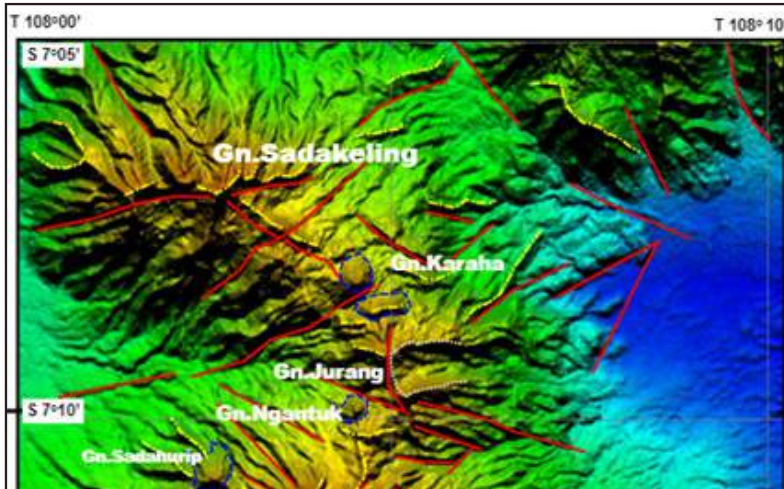 T 108°00' T 108°10
S 7°05'
Gn.Sadakeling
Gn.Karaha
Gn.Jurang
S 7°10'
Gn.Ngantuk
Gn.Sadahurip